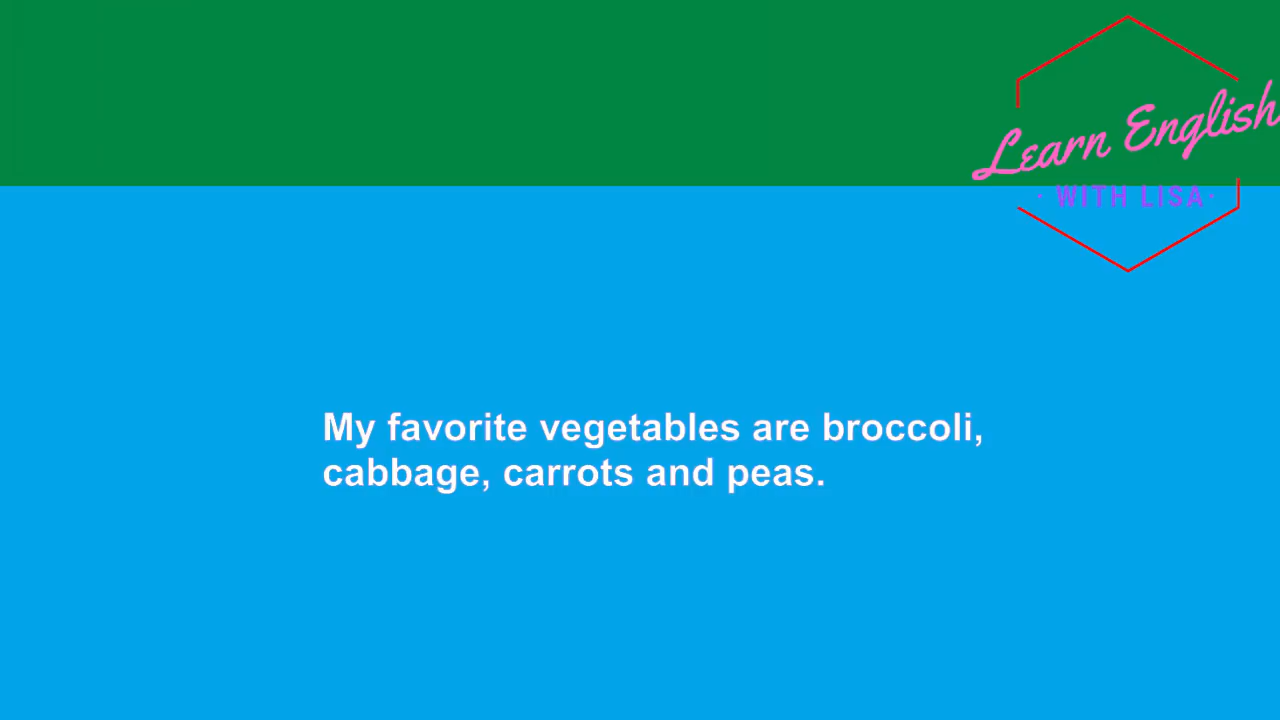 Learn English
· WITH LISA ·
My favorite vegetables are broccoli,
cabbage, carrots and peas.